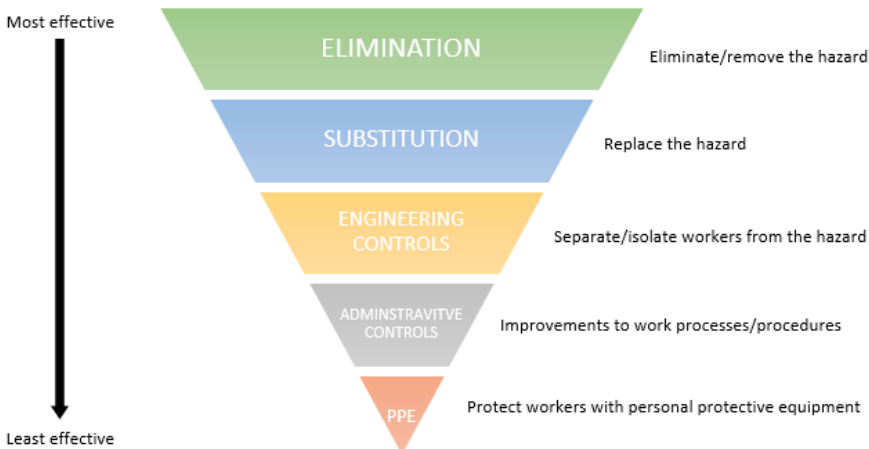 Most effective
ELIMINATION
Eliminate/remove the hazard
SUBSTITUTION
Replace the hazard
ENGINEERING
CONTROLS
Separate/isolate workers from the hazard
ADMINSTRAVITVE
CONTROLS
Improvements to work processes/procedures
PPE
Protect workers with personal protective equipment
Least effective